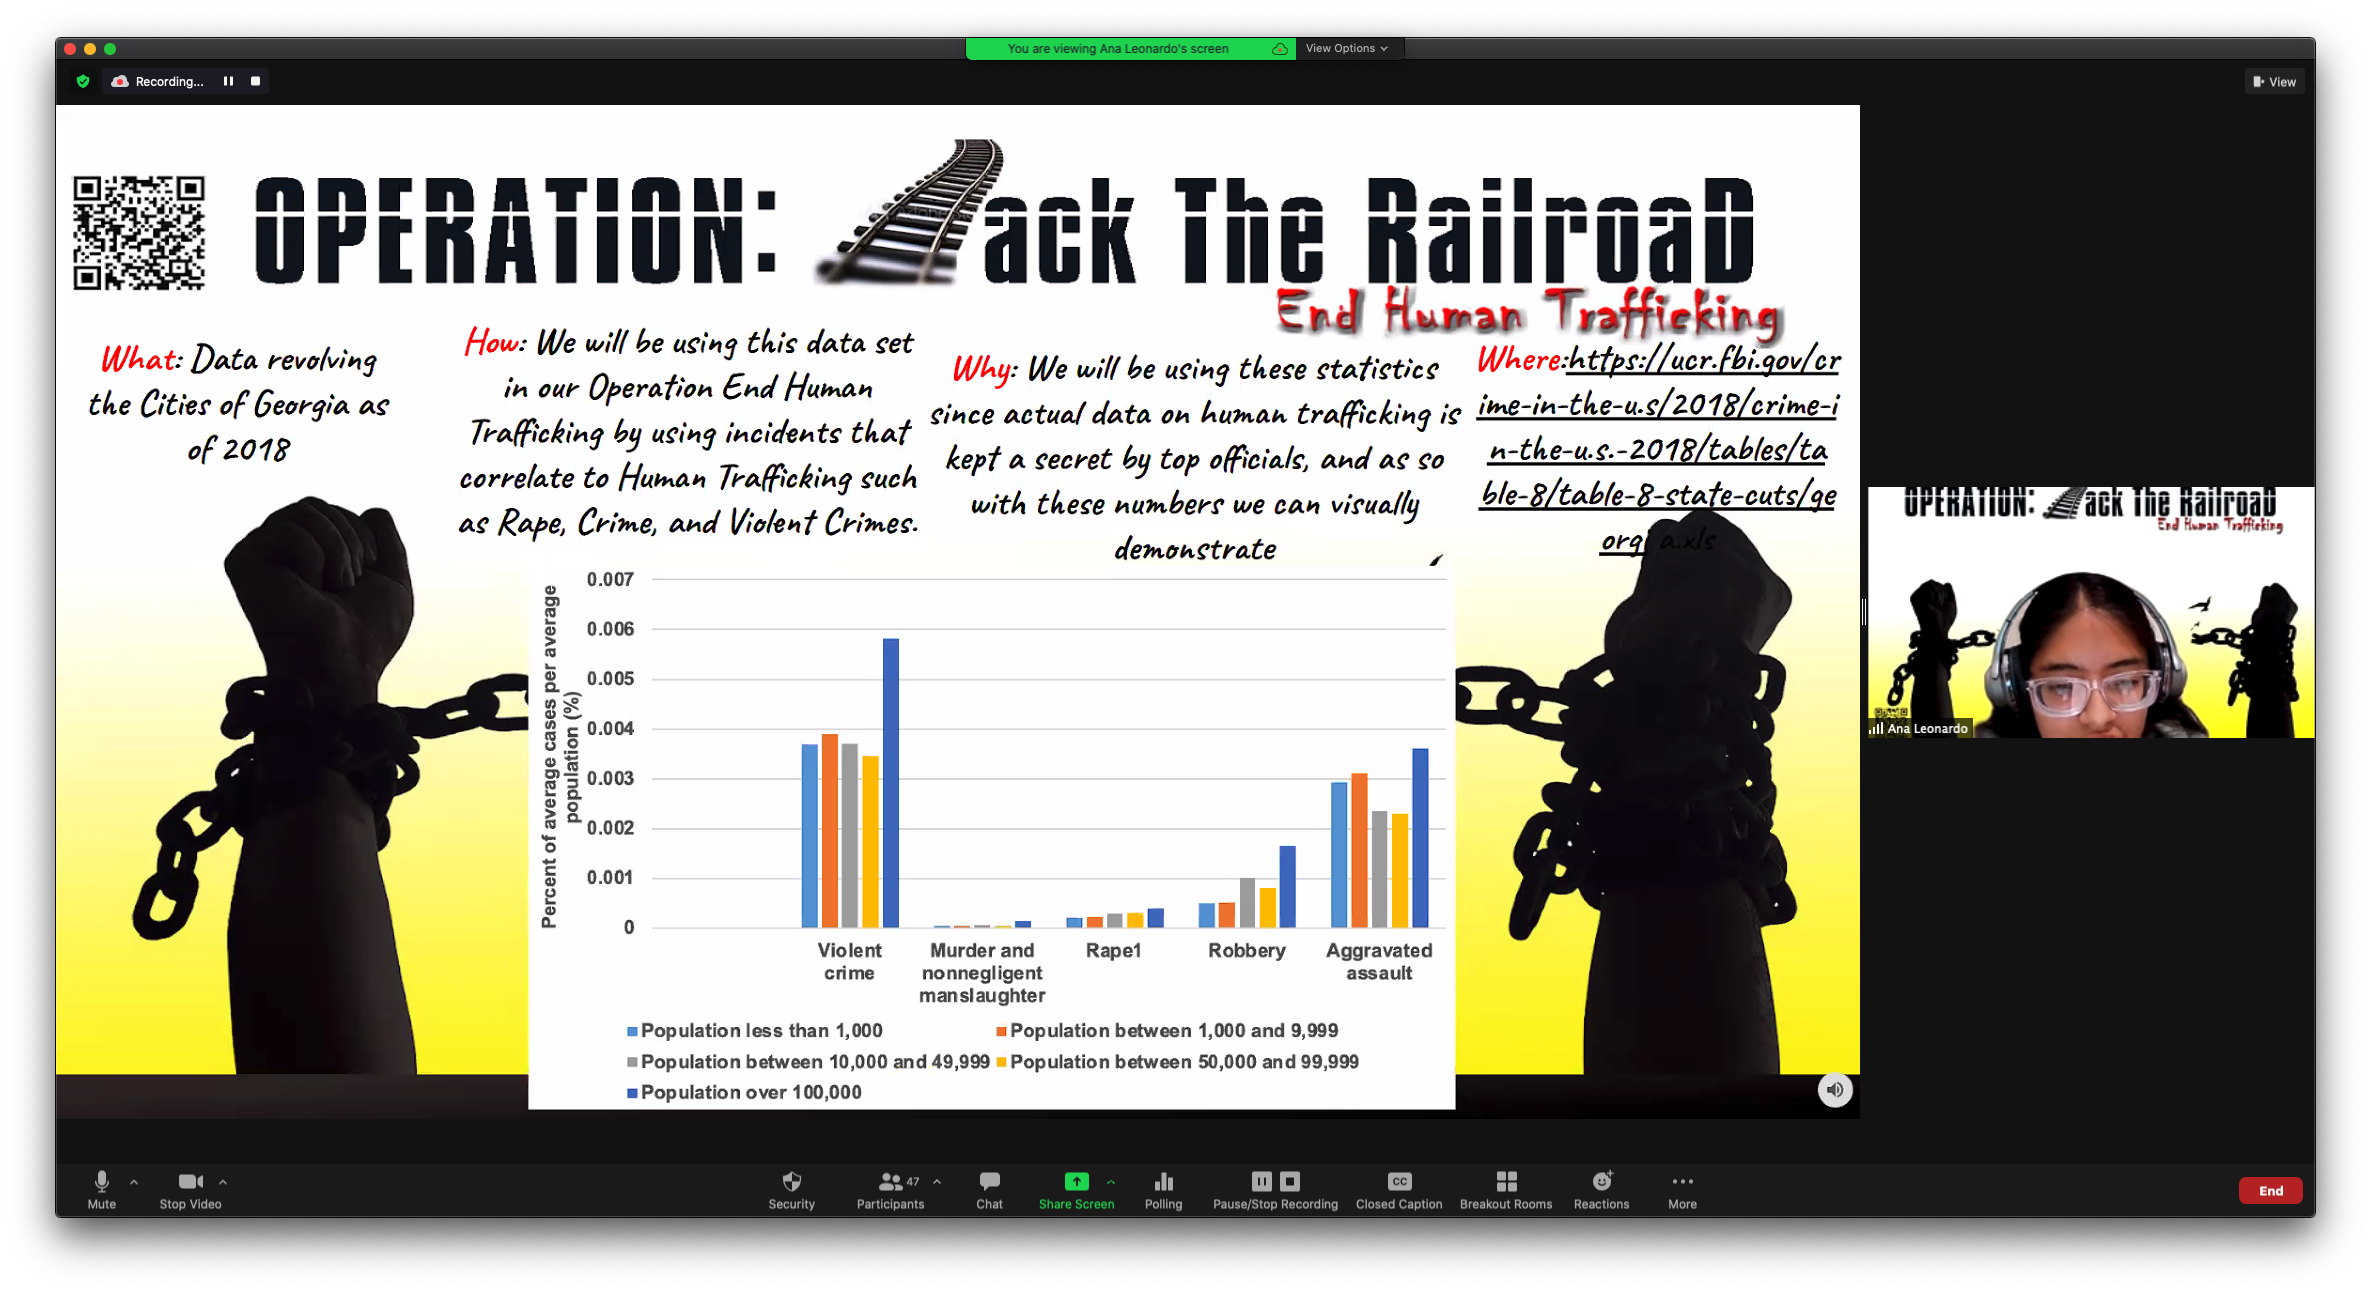 You are viewing Ana Leonardo's screen
View Options
Recording...
View
OPERATION: ack The RailroaD
End Human Trafficking
What: Data revolving
the Cities of Georgia as
of 2018
How: We will be using this data set
in our Operation End Human
Trafficking by using incidents that
correlate to Human Trafficking such
as Rape, Crime, and Violent Crimes.
Why: We will be using these statistics
since actual data on human trafficking is
kept a secret by top officials, and as so
with these numbers we can visually
demonstrate
Where:https://ucr.fbi.gov/cr
ime-in-the-u.s/2018/crime-i
n-the-u.s.-2018/tables/ta
ble-8/table-8-state-cuts/ge
orgia.xls
Percent of average cases per average
population (%)
0.007
0.006
0.005
0.004
0.003
0.002
0.001
0
Violent
crime
Murder and
nonnegligent
manslaughter
Rape1
Robbery
Aggravated
assault
Population less than 1,000
Population between 1,000 and 9,999
Population between 10,000 and 49,999
Population between 50,000 and 99,999
Population over 100,000
OPERATION: ack The RailroaD
End Human Trafficking
Ana Leonardo
Mute
Stop Video
Security
47
Participants
Chat
Share Screen
Polling
Pause/Stop Recording
CC
Closed Caption
Breakout Rooms
Reactions
More
End